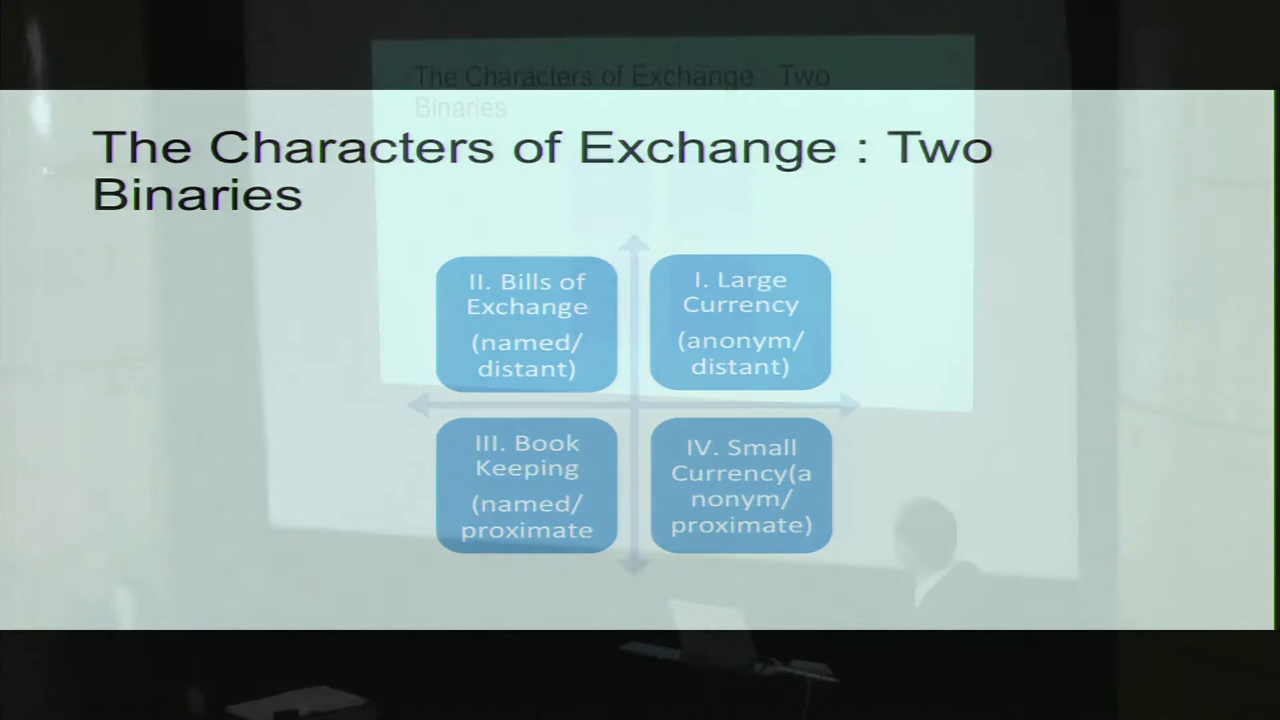 The Characters of Exchange : Two
Binaries
The Characters of Exchange : Two
Binaries
II. Bills of
Exchange
(named/
distant)
I. Large
Currency
(anonym/
distant)
III. Book
Keeping
(named/
proximate
IV. Small
Currency(a
nonym/
proximate)